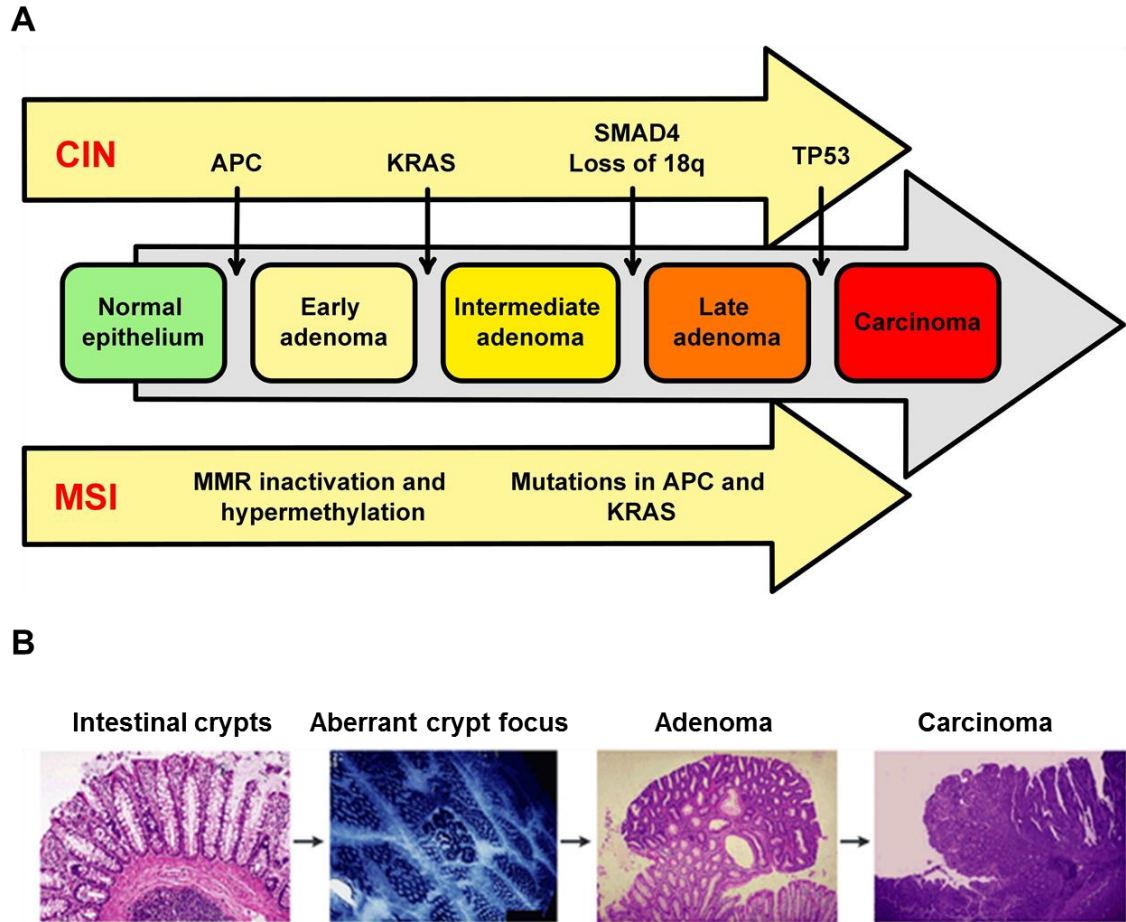 A
CIN
APC
KRAS
SMAD4
Loss of 18q
TP53
Normal
epithelium
Early
adenoma
Intermediate
adenoma
Late
adenoma
Carcinoma
MSI
MMR inactivation and
hypermethylation
Mutations in APC and
KRAS
B
Intestinal crypts
Aberrant crypt focus
Adenoma
Carcinoma